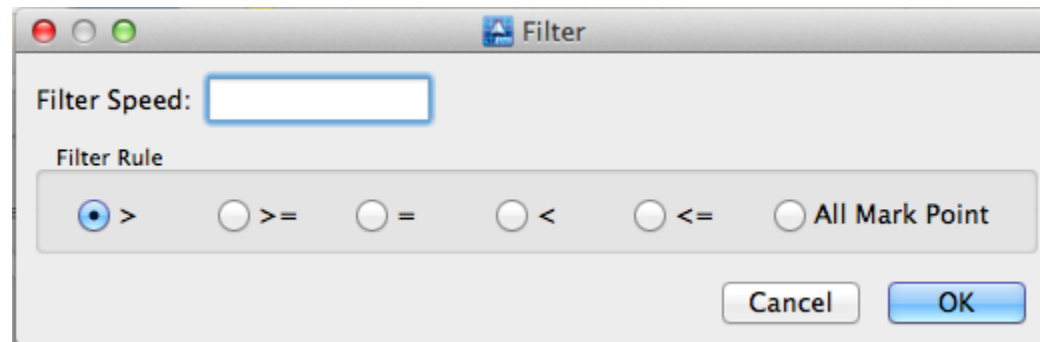 Filter
Filter Speed:
Filter Rule
> >= = < <= All Mark Point
Cancel OK